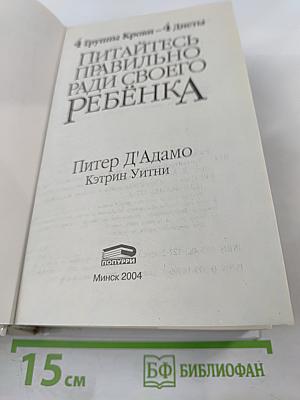 4 Группы Крови – 4 Диеты
ПИТАЙТЕСЬ
ПРАВИЛЬНО
РАДИ СВОЕГО
РЕБЁНКА
Питер Д'Адамо
Кэтрин Уитни
ПОПУРРИ
Минск 2004
15 см
БФ БИБЛИОФАН